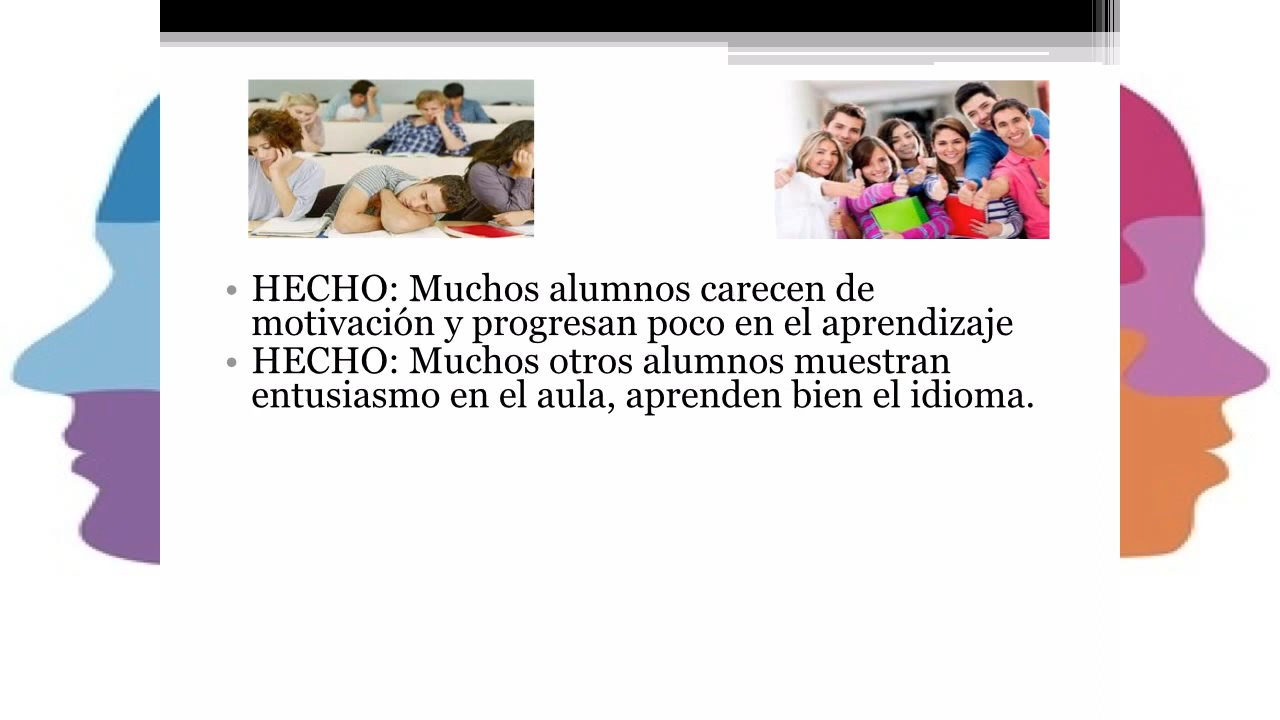 • HECHO: Muchos alumnos carecen de
motivación y progresan poco en el aprendizaje
• HECHO: Muchos otros alumnos muestran
entusiasmo en el aula, aprenden bien el idioma.